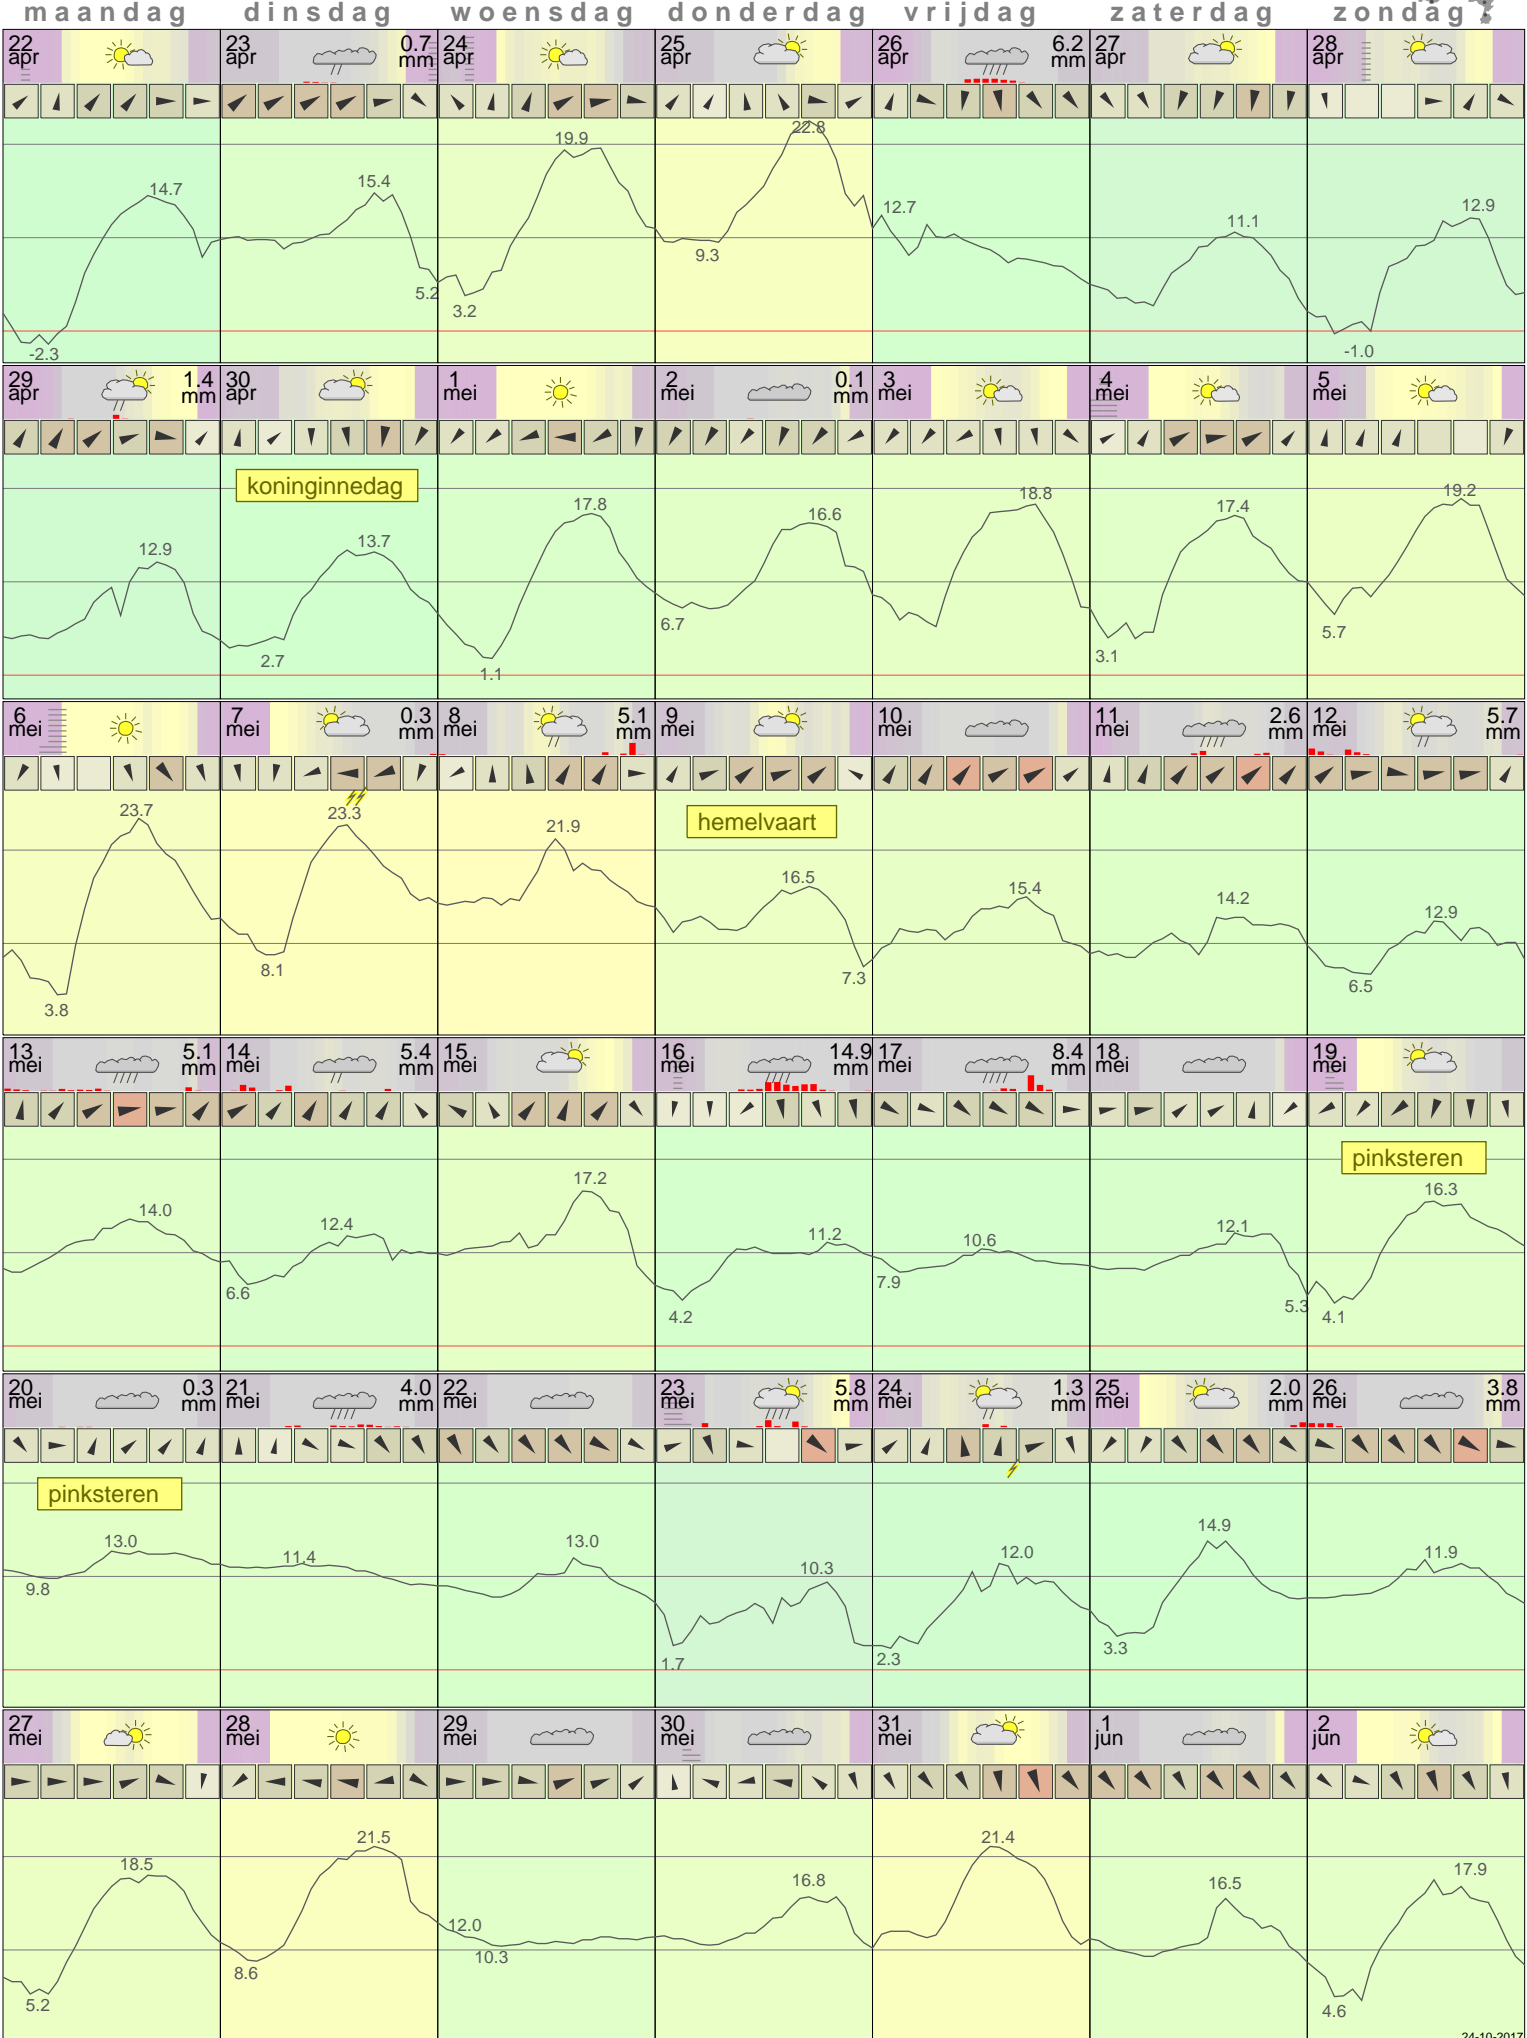 maandag dinsdag woensdag donderdag vrijdag zaterdag zondag
22 apr 23 apr 0.7 mm 24 apr 25 apr 26 apr 6.2 mm 27 apr 28 apr
14.7 -2.3 15.4 5.2 3.2 19.9 9.3 22.8 12.7 11.1 12.9 -1.0
29 apr 1.4 mm 30 apr 1 mei 2 mei 0.1 mm 3 mei 4 mei 5 mei
koninginnedag
12.9 2.7 13.7 1.1 17.8 6.7 16.6 18.8 3.1 17.4 5.7 19.2
6 mei 7 mei 0.3 mm 8 mei 5.1 mm 9 mei 10 mei 11 mei 2.6 mm 12 mei 5.7 mm
hemelvaart
3.8 23.7 8.1 23.3 21.9 16.5 7.3 15.4 14.2 6.5 12.9
13 mei 5.1 mm 14 mei 5.4 mm 15 mei 16 mei 14.9 mm 17 mei 8.4 mm 18 mei 19 mei
pinksteren
14.0 6.6 12.4 17.2 4.2 11.2 7.9 10.6 12.1 5.3 4.1 16.3
20 mei 0.3 mm 21 mei 4.0 mm 22 mei 23 mei 5.8 mm 24 mei 1.3 mm 25 mei 2.0 mm 26 mei 3.8 mm
pinksteren
9.8 13.0 11.4 13.0 1.7 10.3 2.3 12.0 3.3 14.9 11.9
27 mei 28 mei 29 mei 30 mei 31 mei 1 jun 2 jun
5.2 18.5 8.6 21.5 12.0 10.3 16.8 21.4 16.5 4.6 17.9
24-10-2017